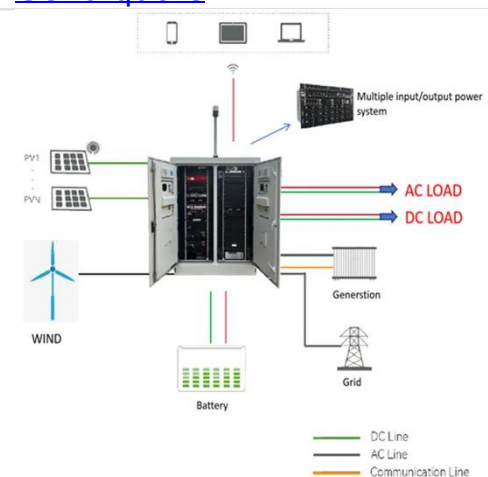 Multiple input/output power
system
PV1
PVN
AC LOAD
DC LOAD
WIND
Generstion
Battery
Grid
DC Line
AC Line
Communication Line